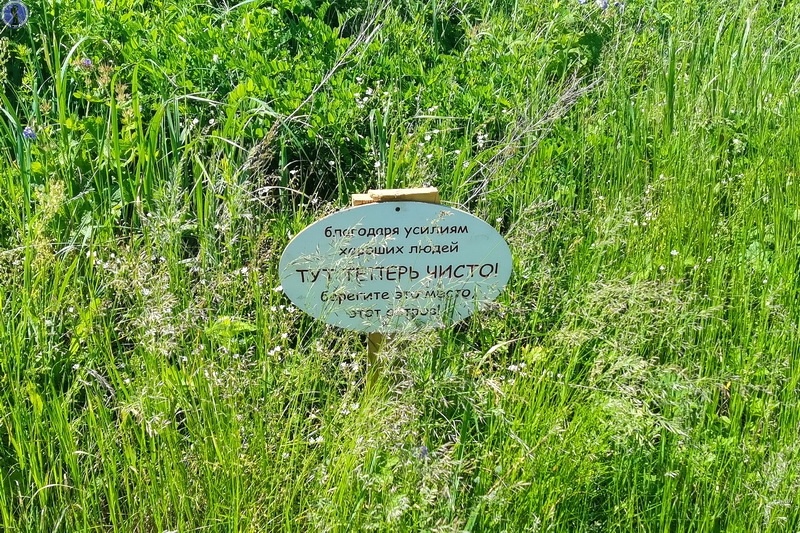 благодаря усилиям
хороших людей
ТУТ ТЕПЕРЬ ЧИСТО!
берегите это место,
этот остров!